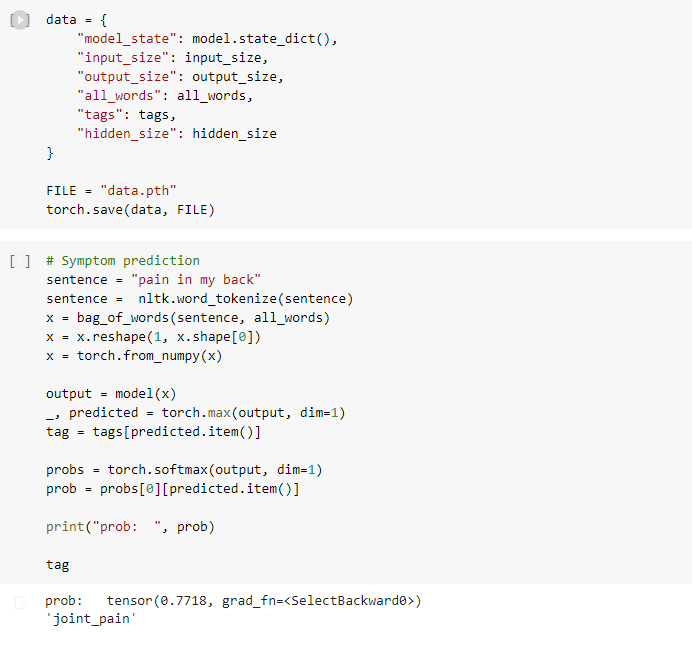 data = {
    "model_state": model.state_dict(),
    "input_size": input_size,
    "output_size": output_size,
    "all_words": all_words,
    "tags": tags,
    "hidden_size": hidden_size
}
FILE = "data.pth"
torch.save(data, FILE)
[ ] # Symptom prediction
sentence = "pain in my back"
sentence =  nltk.word_tokenize(sentence)
x = bag_of_words(sentence, all_words)
x = x.reshape(1, x.shape[0])
x = torch.from_numpy(x)
output = model(x)
_, predicted = torch.max(output, dim=1)
tag = tags[predicted.item()]
probs = torch.softmax(output, dim=1)
prob = probs[0][predicted.item()]
print("prob:  ", prob)
tag
prob:   tensor(0.7718, grad_fn=<SelectBackward0>)
'joint_pain'